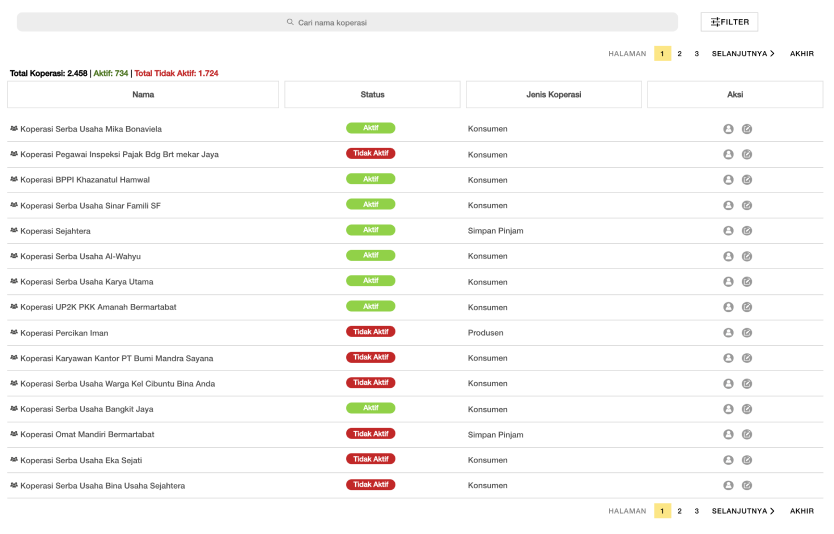 Cari nama koperasi
FILTER
HALAMAN 1 2 3 SELANJUTNYA AKHIR
Total Koperasi: 2.458 | Aktif: 734 | Total Tidak Aktif: 1.724
Nama Status Jenis Koperasi Aksi
Koperasi Serba Usaha Mika Bonaviela Aktif Konsumen
Koperasi Pegawai Inspeksi Pajak Bdg Brt mekar Jaya Tidak Aktif Konsumen
Koperasi BPPI Khazanatul Hamwal Aktif Konsumen
Koperasi Serba Usaha Sinar Famili SF Aktif Konsumen
Koperasi Sejahtera Aktif Simpan Pinjam
Koperasi Serba Usaha Al-Wahyu Aktif Konsumen
Koperasi Serba Usaha Karya Utama Aktif Konsumen
Koperasi UP2K PKK Amanah Bermartabat Aktif Konsumen
Koperasi Percikan Iman Tidak Aktif Produsen
Koperasi Karyawan Kantor PT Bumi Mandra Sayana Tidak Aktif Konsumen
Koperasi Serba Usaha Warga Kel Cibuntu Bina Anda Tidak Aktif Konsumen
Koperasi Serba Usaha Bangkit Jaya Aktif Konsumen
Koperasi Omat Mandiri Bermartabat Tidak Aktif Simpan Pinjam
Koperasi Serba Usaha Eka Sejati Tidak Aktif Konsumen
Koperasi Serba Usaha Bina Usaha Sejahtera Tidak Aktif Konsumen
HALAMAN 1 2 3 SELANJUTNYA AKHIR